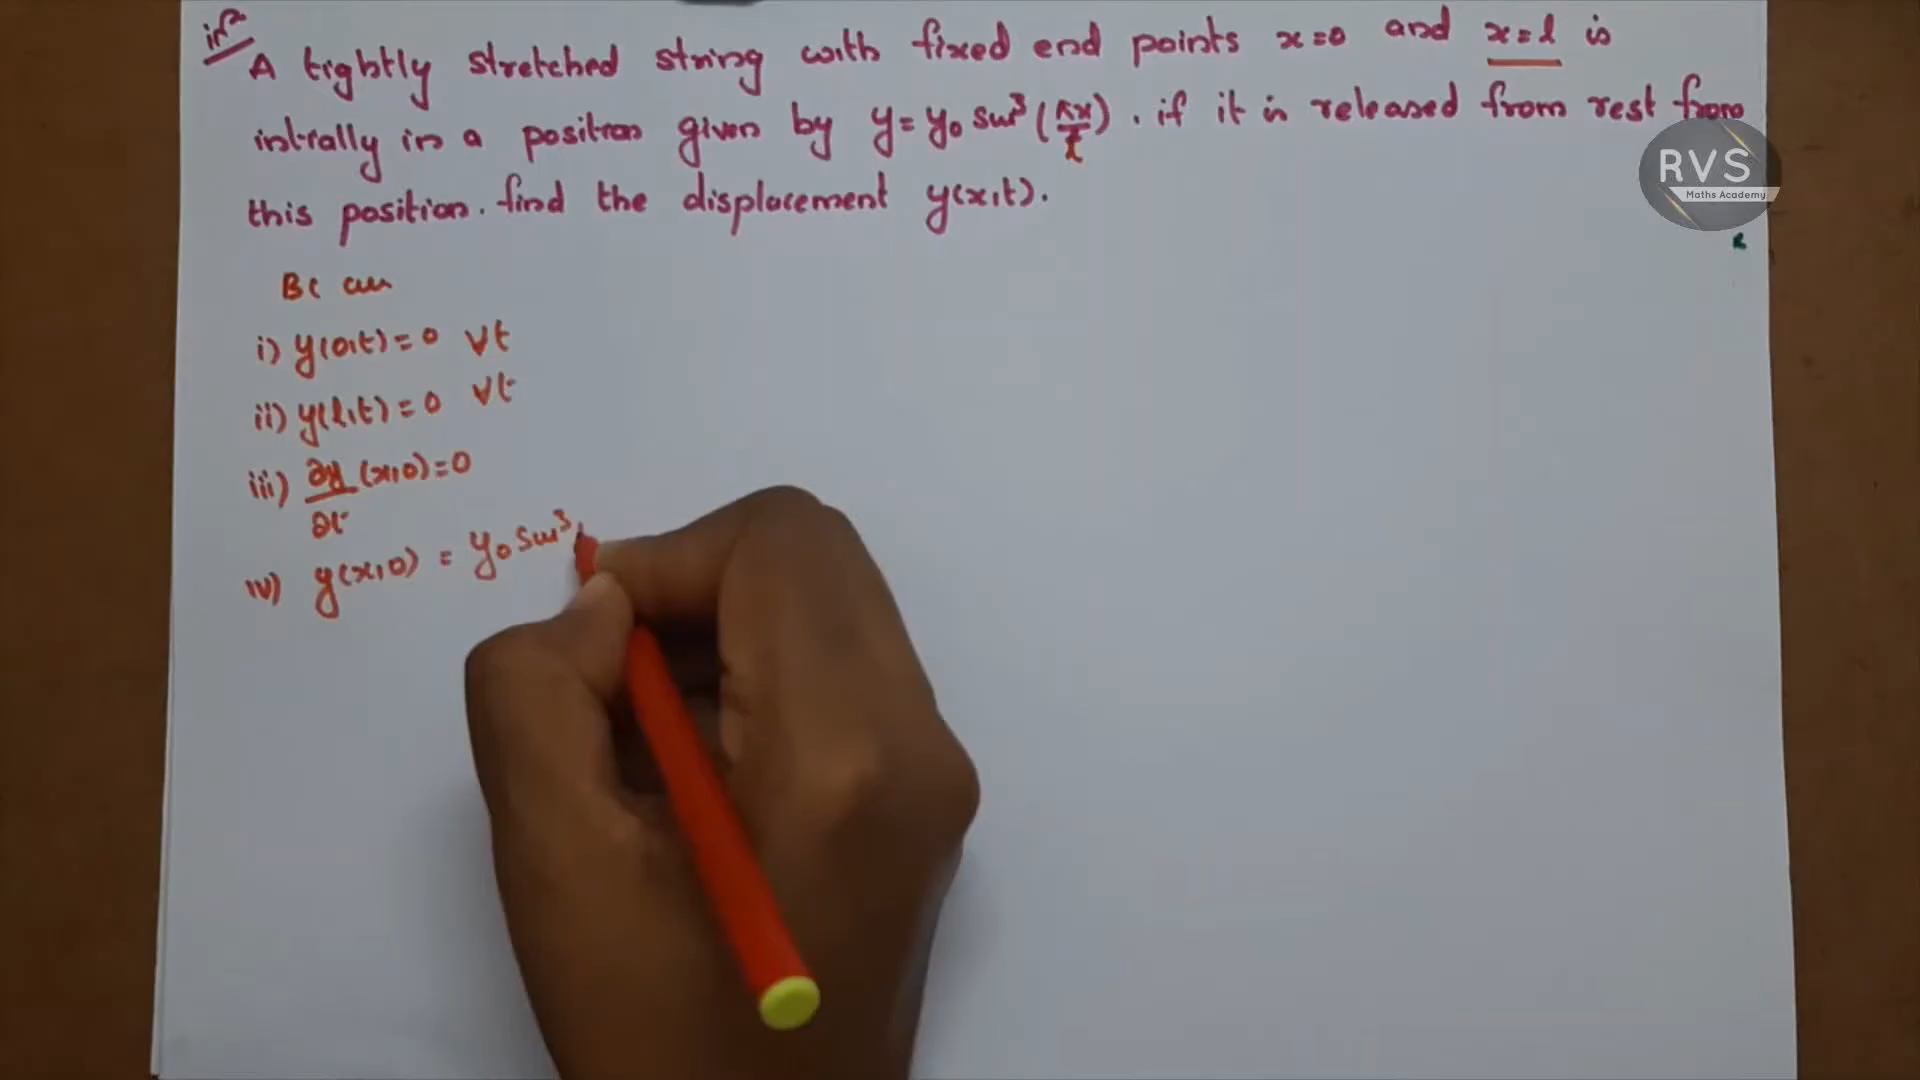 A tightly stretched string with fixed end points x=0 and x=l is
initially in a position given by y=y₀ sin³(πx/l). if it is released from rest from
this position. find the displacement y(x,t).
RVS
Maths Academy
BC are
i) y(0,t)=0 ∀t
ii) y(l,t)=0 ∀t
iii) ∂y/∂t (x,0)=0
iv) y(x,0) = y₀ sin³